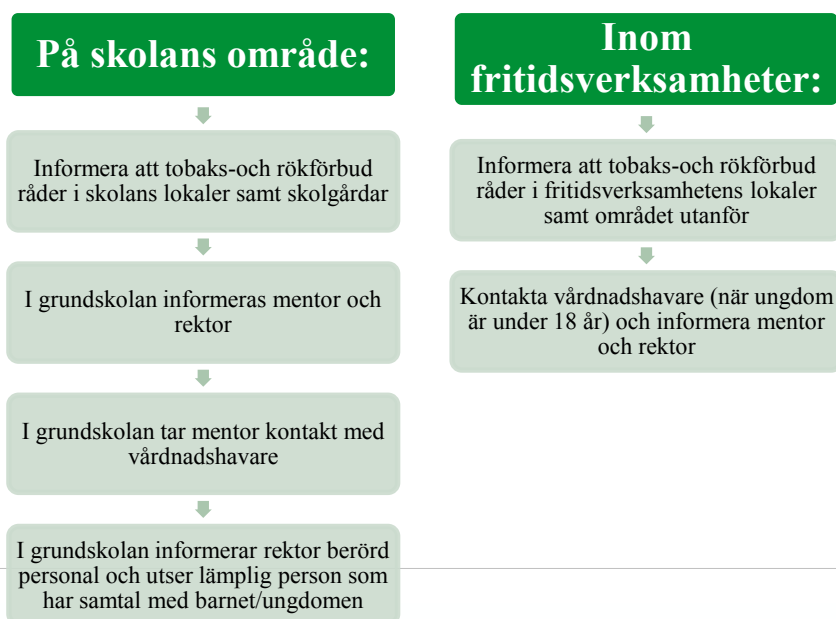 På skolans område:
Informera att tobaks-och rökförbud
råder i skolans lokaler samt skolgårdar
I grundskolan informeras mentor och
rektor
I grundskolan tar mentor kontakt med
vårdnadshavare
I grundskolan informerar rektor berörd
personal och utser lämplig person som
har samtal med barnet/ungdomen
Inom
fritidsverksamheter:
Informera att tobaks-och rökförbud
råder i fritidsverksamhetens lokaler
samt området utanför
Kontakta vårdnadshavare (när ungdom
är under 18 år) och informera mentor
och rektor